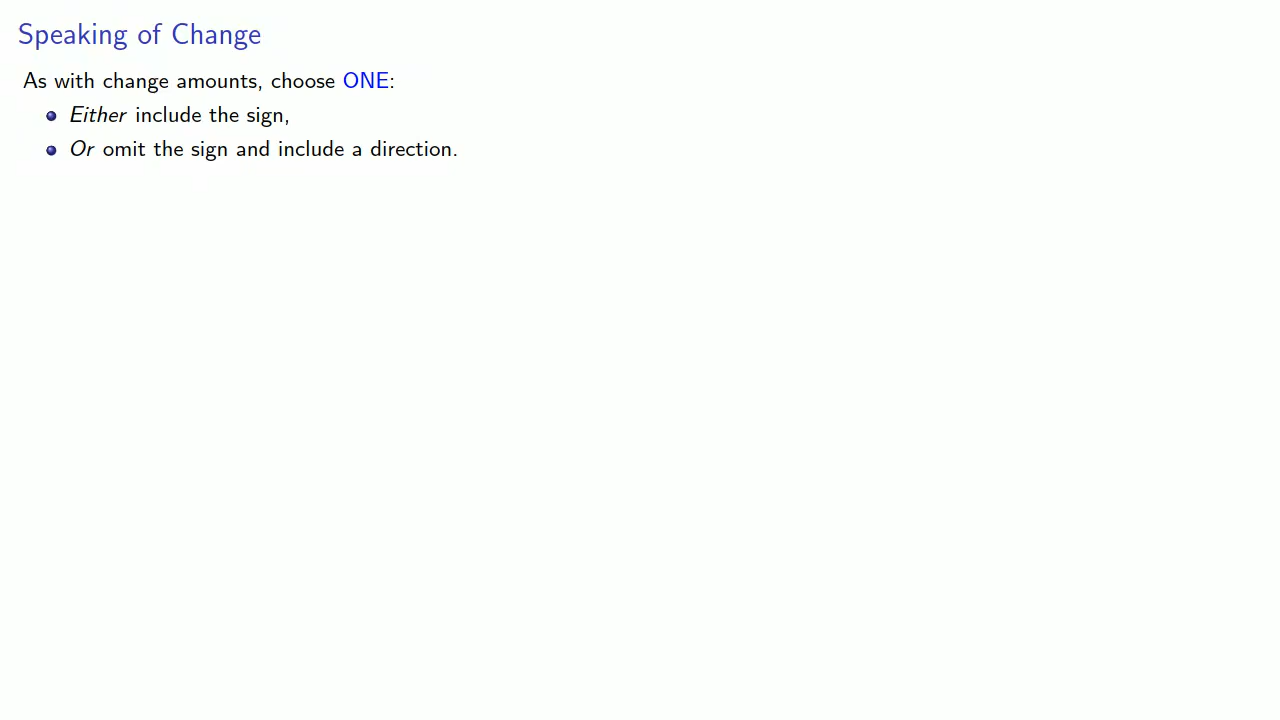 Speaking of Change
As with change amounts, choose ONE:
Either include the sign,
Or omit the sign and include a direction.